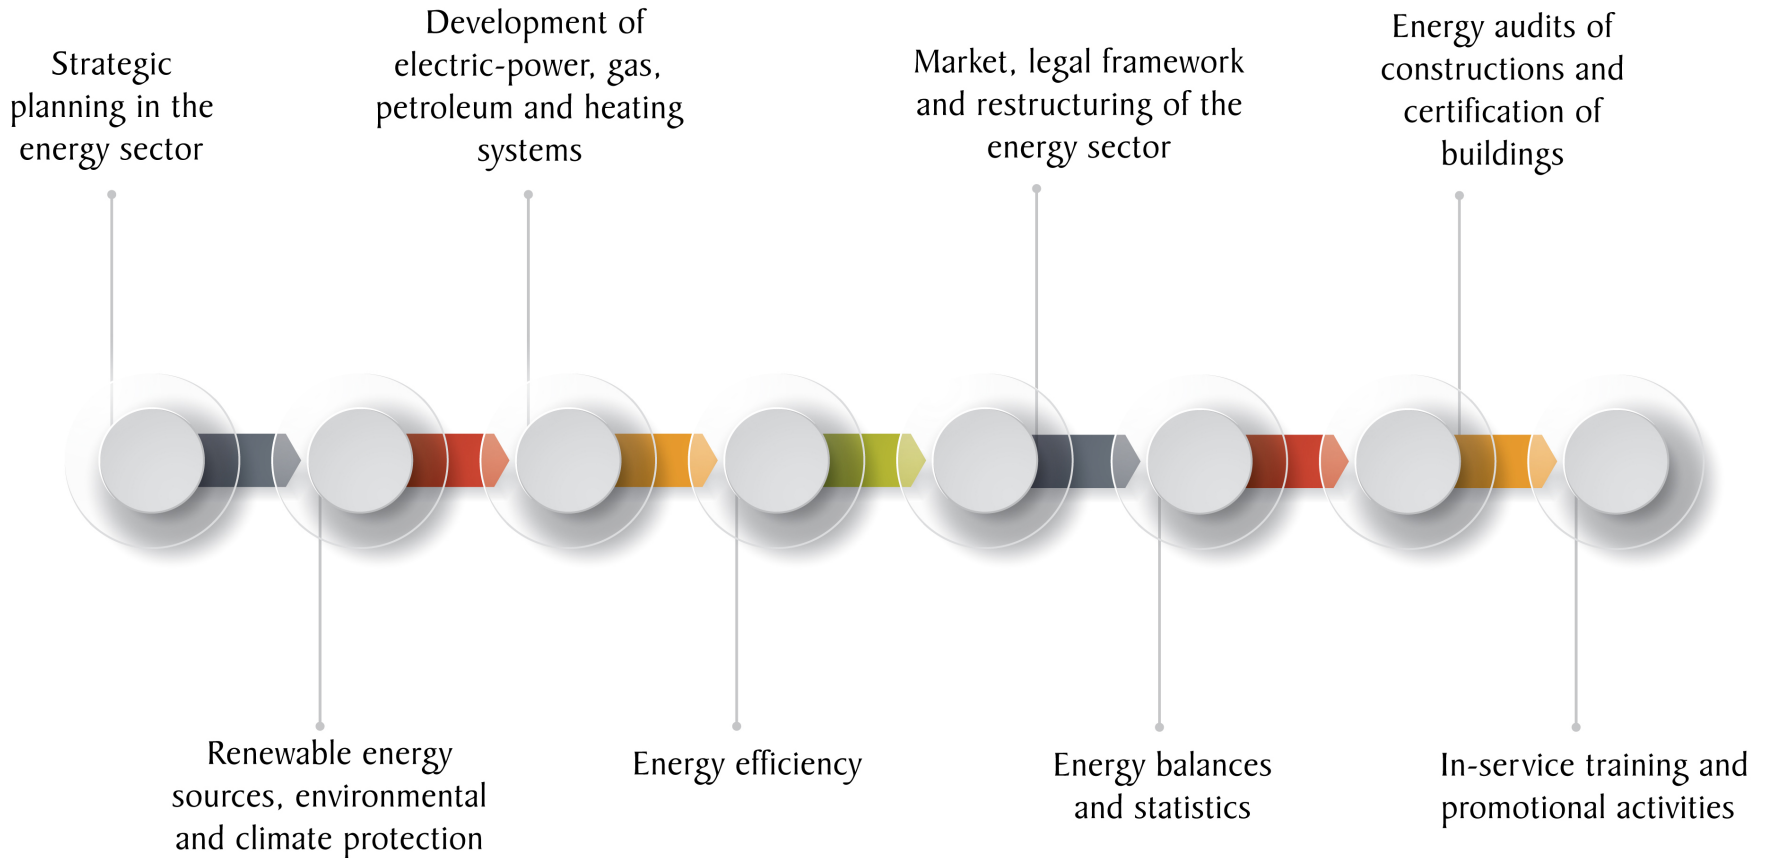 Strategic
planning in the
energy sector
Development of
electric-power, gas,
petroleum and heating
systems
Market, legal framework
and restructuring of the
energy sector
Energy audits of
constructions and
certification of
buildings
Renewable energy
sources, environmental
and climate protection
Energy efficiency
Energy balances
and statistics
In-service training and
promotional activities